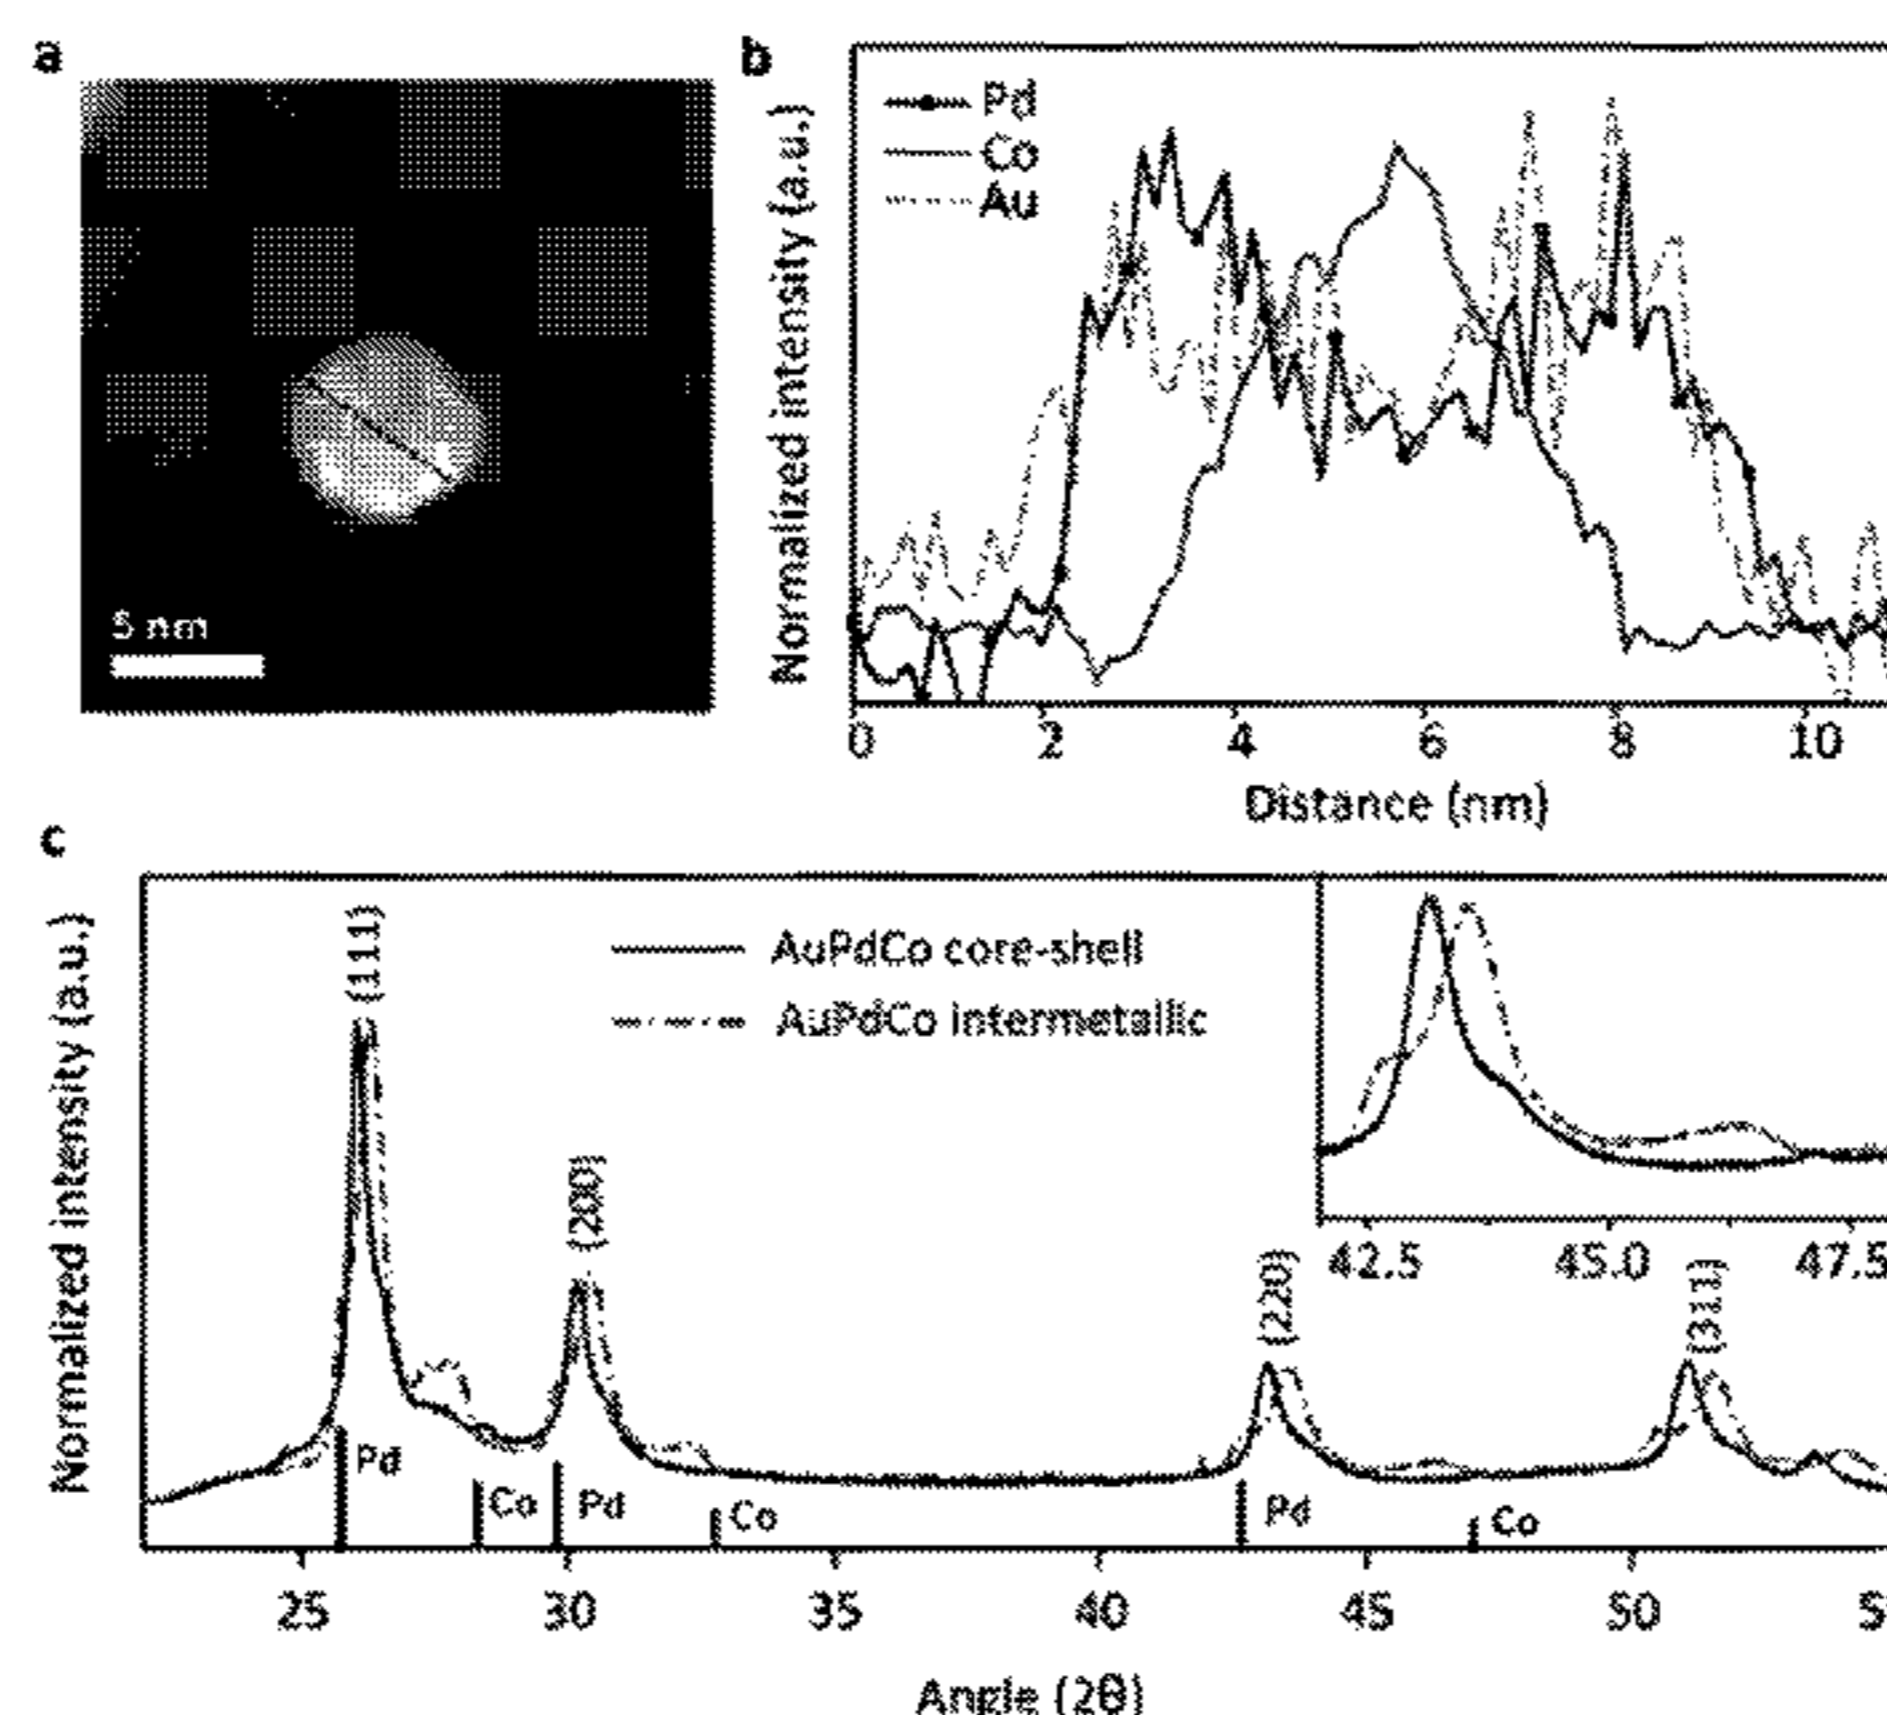 a
5 nm
b
Normalized intensity (a.u.)
Pd
Co
Au
0 2 4 6 8 10
Distance (nm)
c
Normalized intensity (a.u.)
AuPdCo core-shell
AuPdCo intermetallic
(111)
(200)
(220)
(311)
42.5 45.0 47.5
Pd Co Pd Co Pd Co
25 30 35 40 45 50
Angle (2θ)